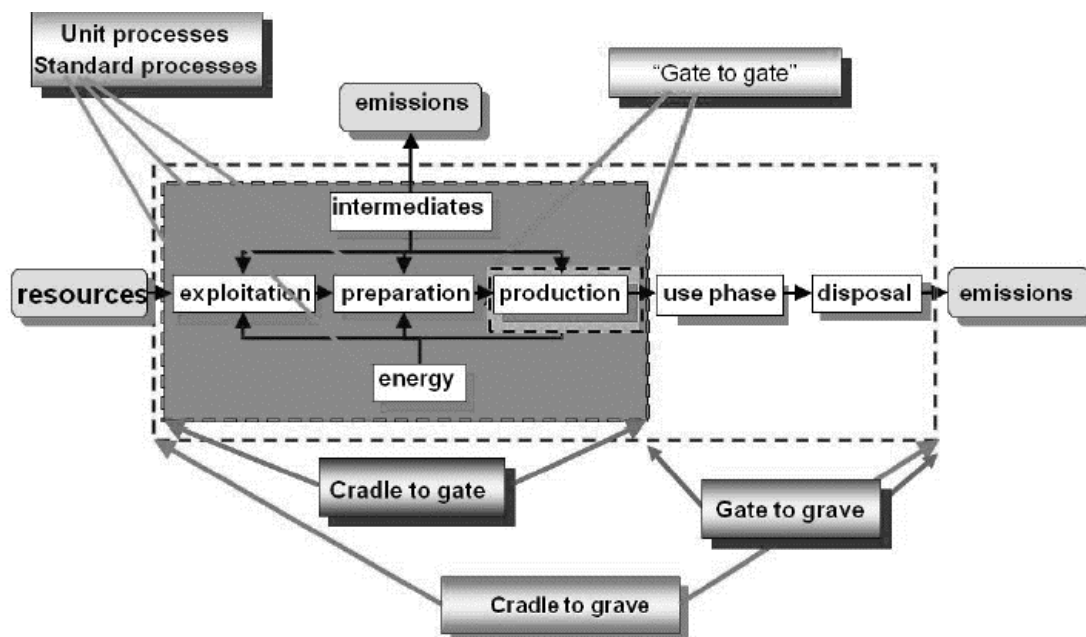 Unit processes
Standard processes
“Gate to gate”
emissions
intermediates
resources
exploitation
preparation
production
use phase
disposal
emissions
energy
Cradle to gate
Gate to grave
Cradle to grave